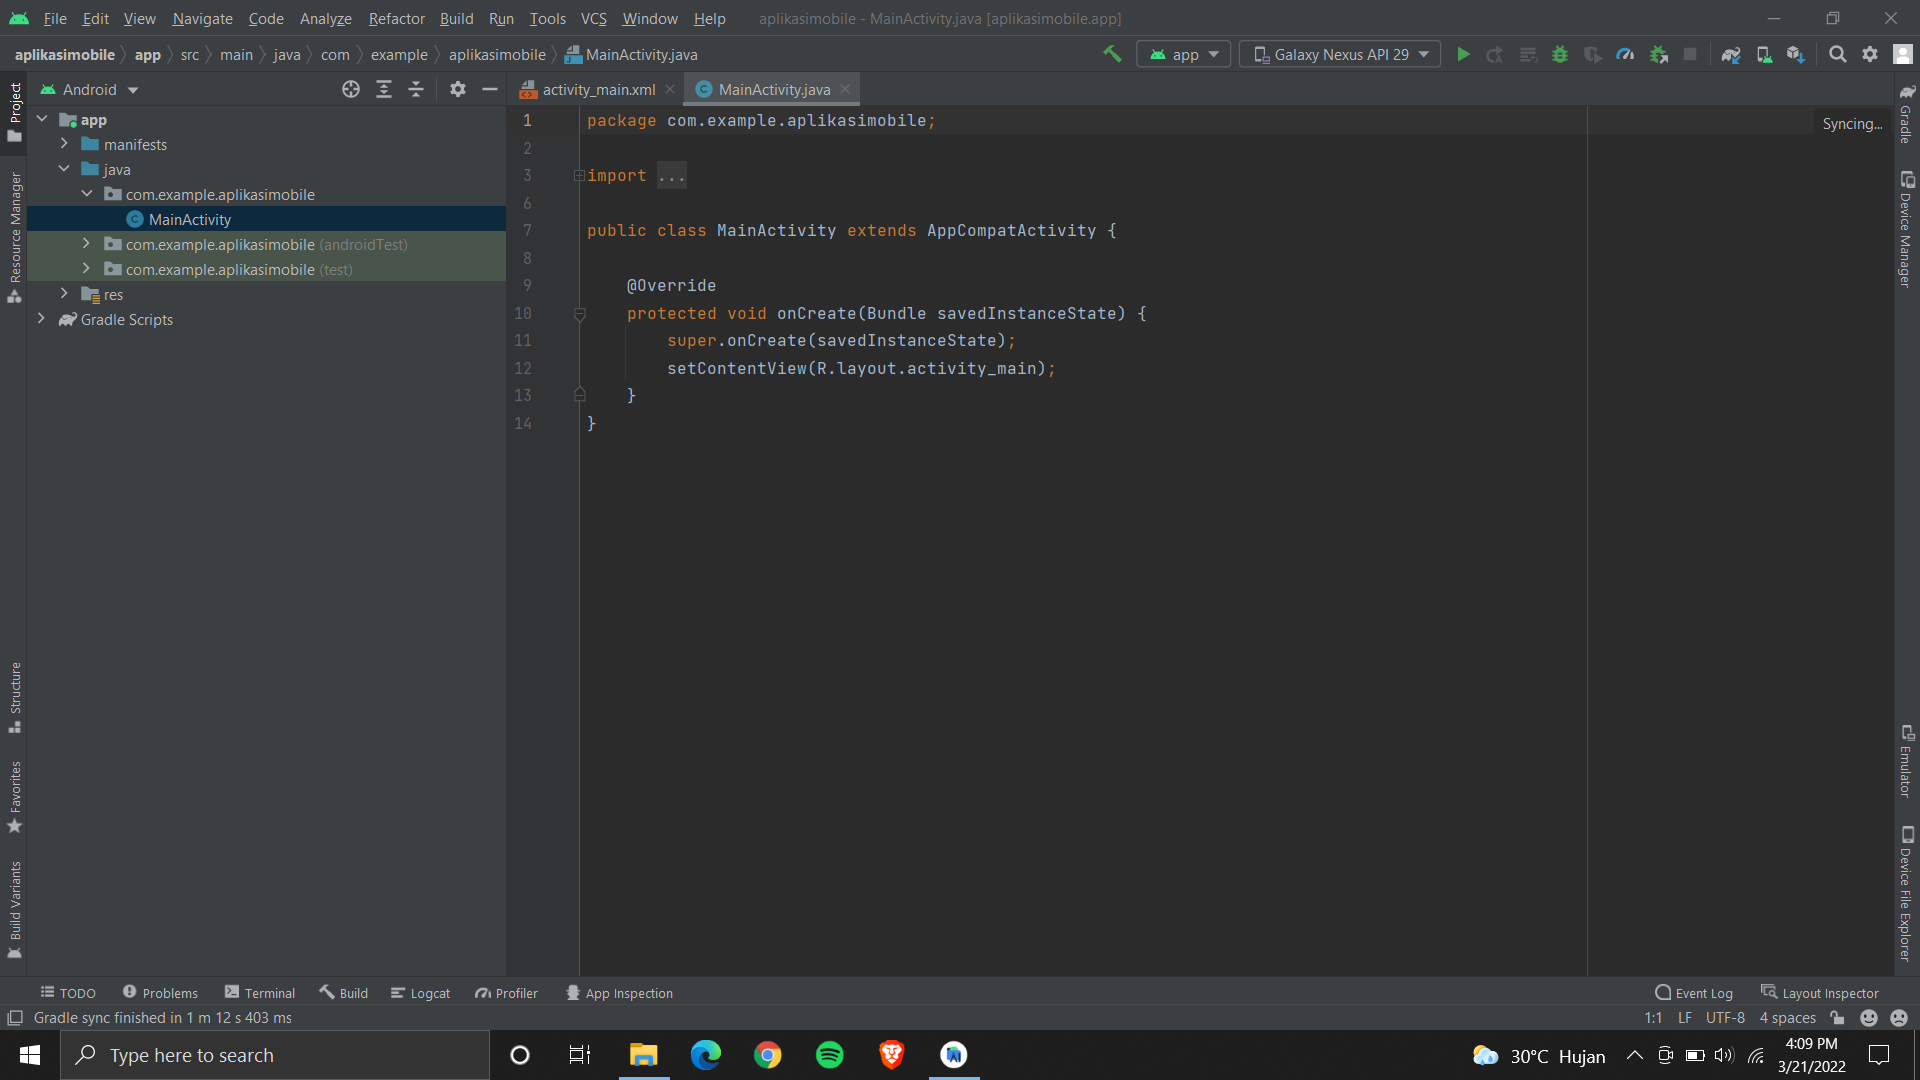 File Edit View Navigate Code Analyze Refactor Build Run Tools VCS Window Help aplikasimobile - MainActivity.java [aplikasimobile.app]
aplikasimobile app src main java com example aplikasimobile MainActivity.java app Galaxy Nexus API 29
Project
Android
activity_main.xml MainActivity.java
app
manifests
java
com.example.aplikasimobile
MainActivity
com.example.aplikasimobile (androidTest)
com.example.aplikasimobile (test)
res
Gradle Scripts
Resource Manager
Structure
Favorites
Build Variants
1 package com.example.aplikasimobile;
2
3 import ...
6
7 public class MainActivity extends AppCompatActivity {
8
9 @Override
10 protected void onCreate(Bundle savedInstanceState) {
11 super.onCreate(savedInstanceState);
12 setContentView(R.layout.activity_main);
13 }
14 }
Syncing...
Gradle
Device Manager
Emulator
Device File Explorer
TODO Problems Terminal Build Logcat Profiler App Inspection Event Log Layout Inspector
Gradle sync finished in 1 m 12 s 403 ms 1:1 LF UTF-8 4 spaces
Type here to search 30°C Hujan 4:09 PM
3/21/2022